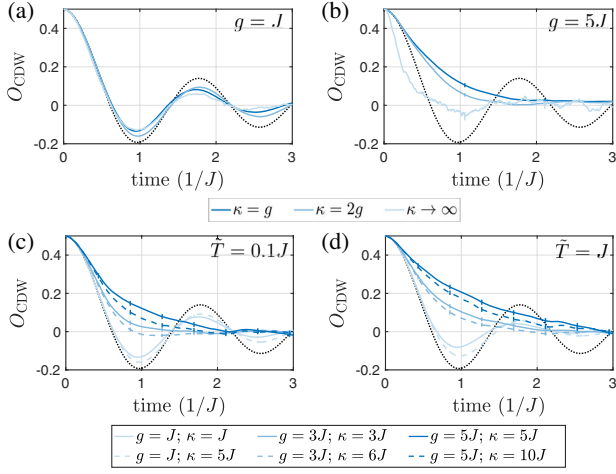 (a) g = J (b) g = 5J
O_CDW 0.4 0.2 0 -0.2 0 1 2 3 time (1/J)
O_CDW 0.4 0.2 0 -0.2 0 1 2 3 time (1/J)
κ = g κ = 2g κ → ∞
(c) T̃ = 0.1J (d) T̃ = J
O_CDW 0.4 0.2 0 -0.2 0 1 2 3 time (1/J)
O_CDW 0.4 0.2 0 -0.2 0 1 2 3 time (1/J)
g = J; κ = J g = 3J; κ = 3J g = 5J; κ = 5J
g = J; κ = 5J g = 3J; κ = 6J g = 5J; κ = 10J